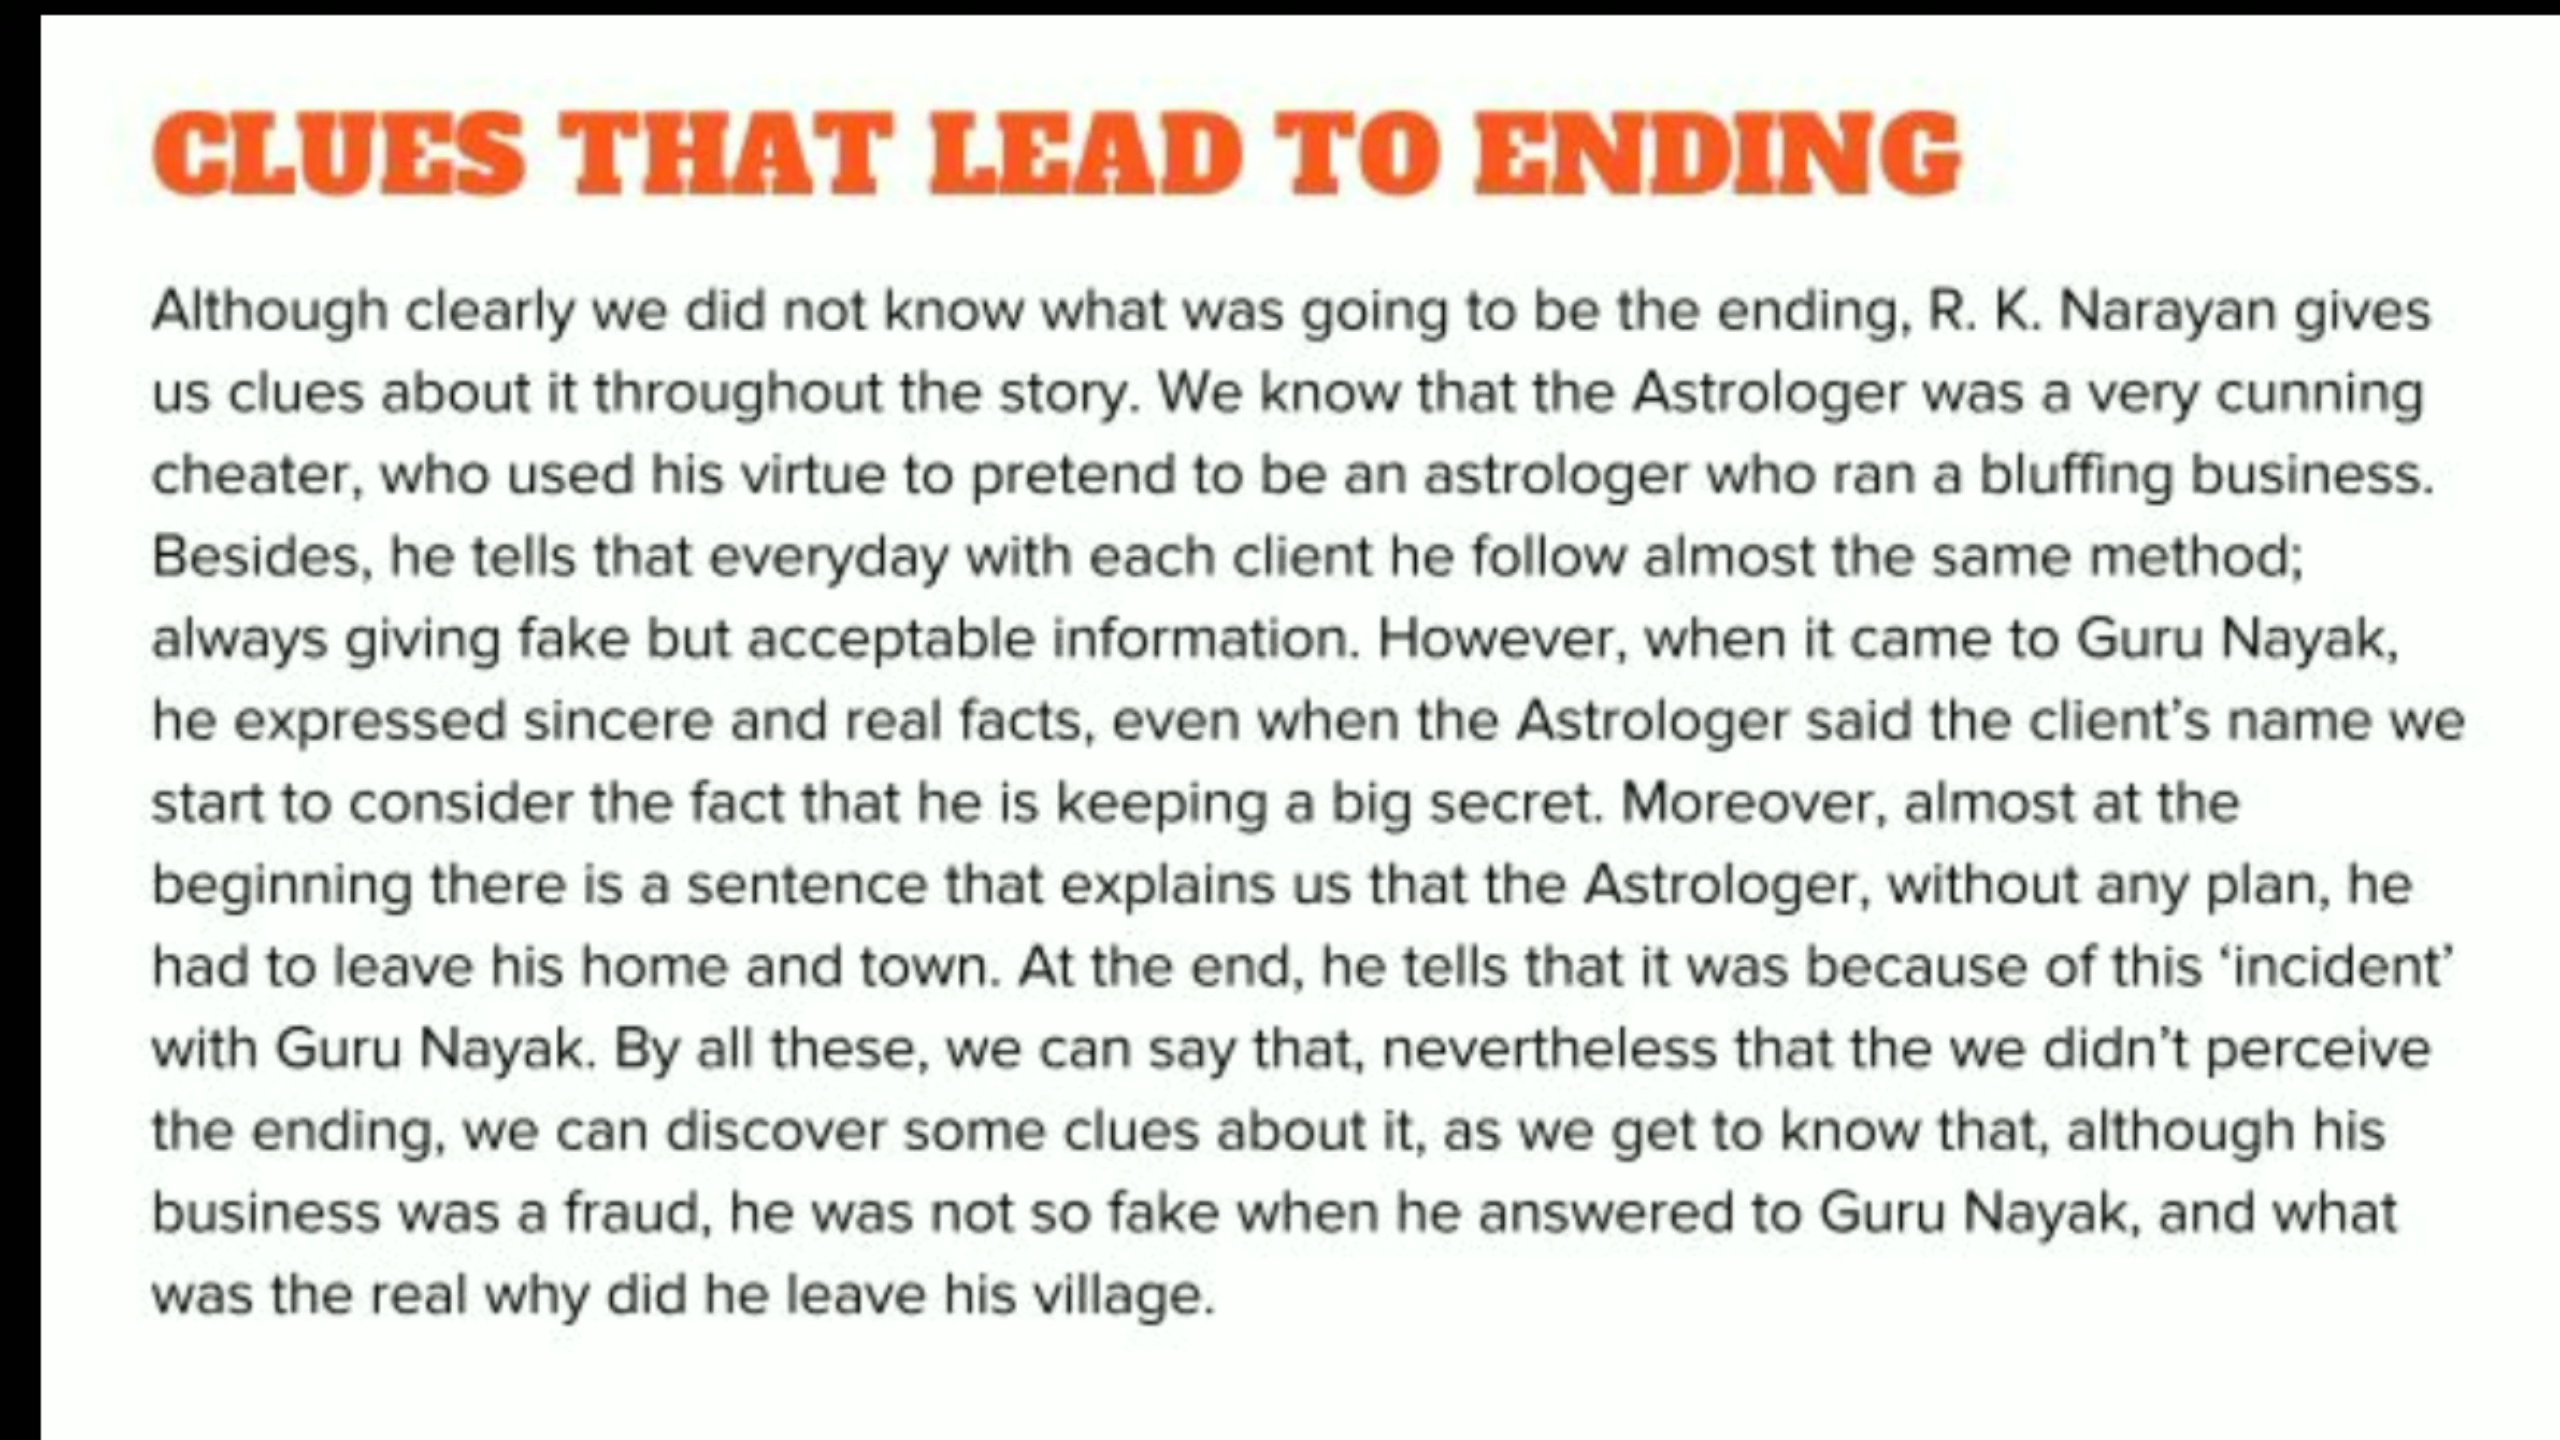 CLUES THAT LEAD TO ENDING
Although clearly we did not know what was going to be the ending, R. K. Narayan gives
us clues about it throughout the story. We know that the Astrologer was a very cunning
cheater, who used his virtue to pretend to be an astrologer who ran a bluffing business.
Besides, he tells that everyday with each client he follow almost the same method;
always giving fake but acceptable information. However, when it came to Guru Nayak,
he expressed sincere and real facts, even when the Astrologer said the client’s name we
start to consider the fact that he is keeping a big secret. Moreover, almost at the
beginning there is a sentence that explains us that the Astrologer, without any plan, he
had to leave his home and town. At the end, he tells that it was because of this ‘incident’
with Guru Nayak. By all these, we can say that, nevertheless that the we didn’t perceive
the ending, we can discover some clues about it, as we get to know that, although his
business was a fraud, he was not so fake when he answered to Guru Nayak, and what
was the real why did he leave his village.